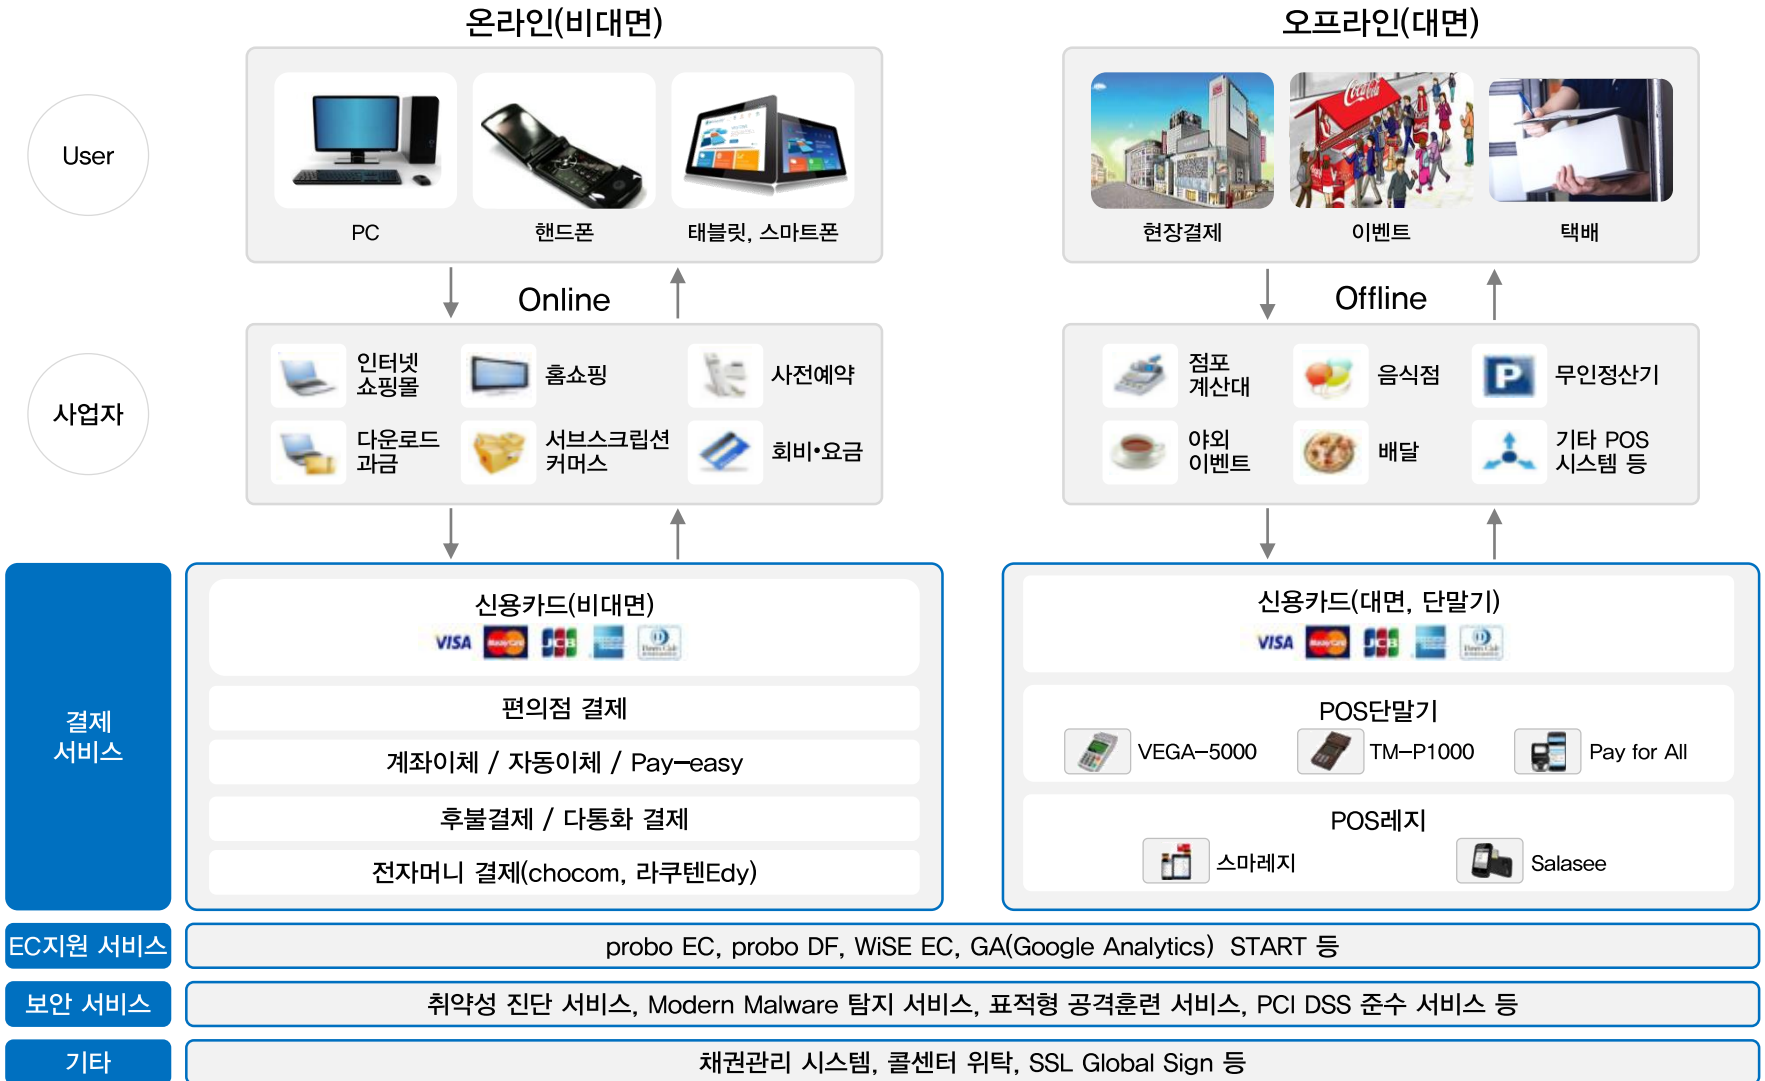 온라인(비대면)
오프라인(대면)
User
PC
핸드폰
태블릿, 스마트폰
Coca-Cola
현장결제
이벤트
택배
Online
Offline
사업자
인터넷
쇼핑몰
홈쇼핑
사전예약
다운로드
과금
서브스크립션
커머스
회비•요금
점포
계산대
음식점
P
무인정산기
야외
이벤트
배달
기타 POS
시스템 등
결제
서비스
신용카드(비대면)
VISA MasterCard JCB
편의점 결제
계좌이체 / 자동이체 / Pay-easy
후불결제 / 다통화 결제
전자머니 결제(chocom, 라쿠텐Edy)
신용카드(대면, 단말기)
VISA MasterCard JCB
POS단말기
VEGA-5000
TM-P1000
Pay for All
POS레지
스마레지
Salasee
EC지원 서비스
probo EC, probo DF, WiSE EC, GA(Google Analytics) START 등
보안 서비스
취약성 진단 서비스, Modern Malware 탐지 서비스, 표적형 공격훈련 서비스, PCI DSS 준수 서비스 등
기타
채권관리 시스템, 콜센터 위탁, SSL Global Sign 등